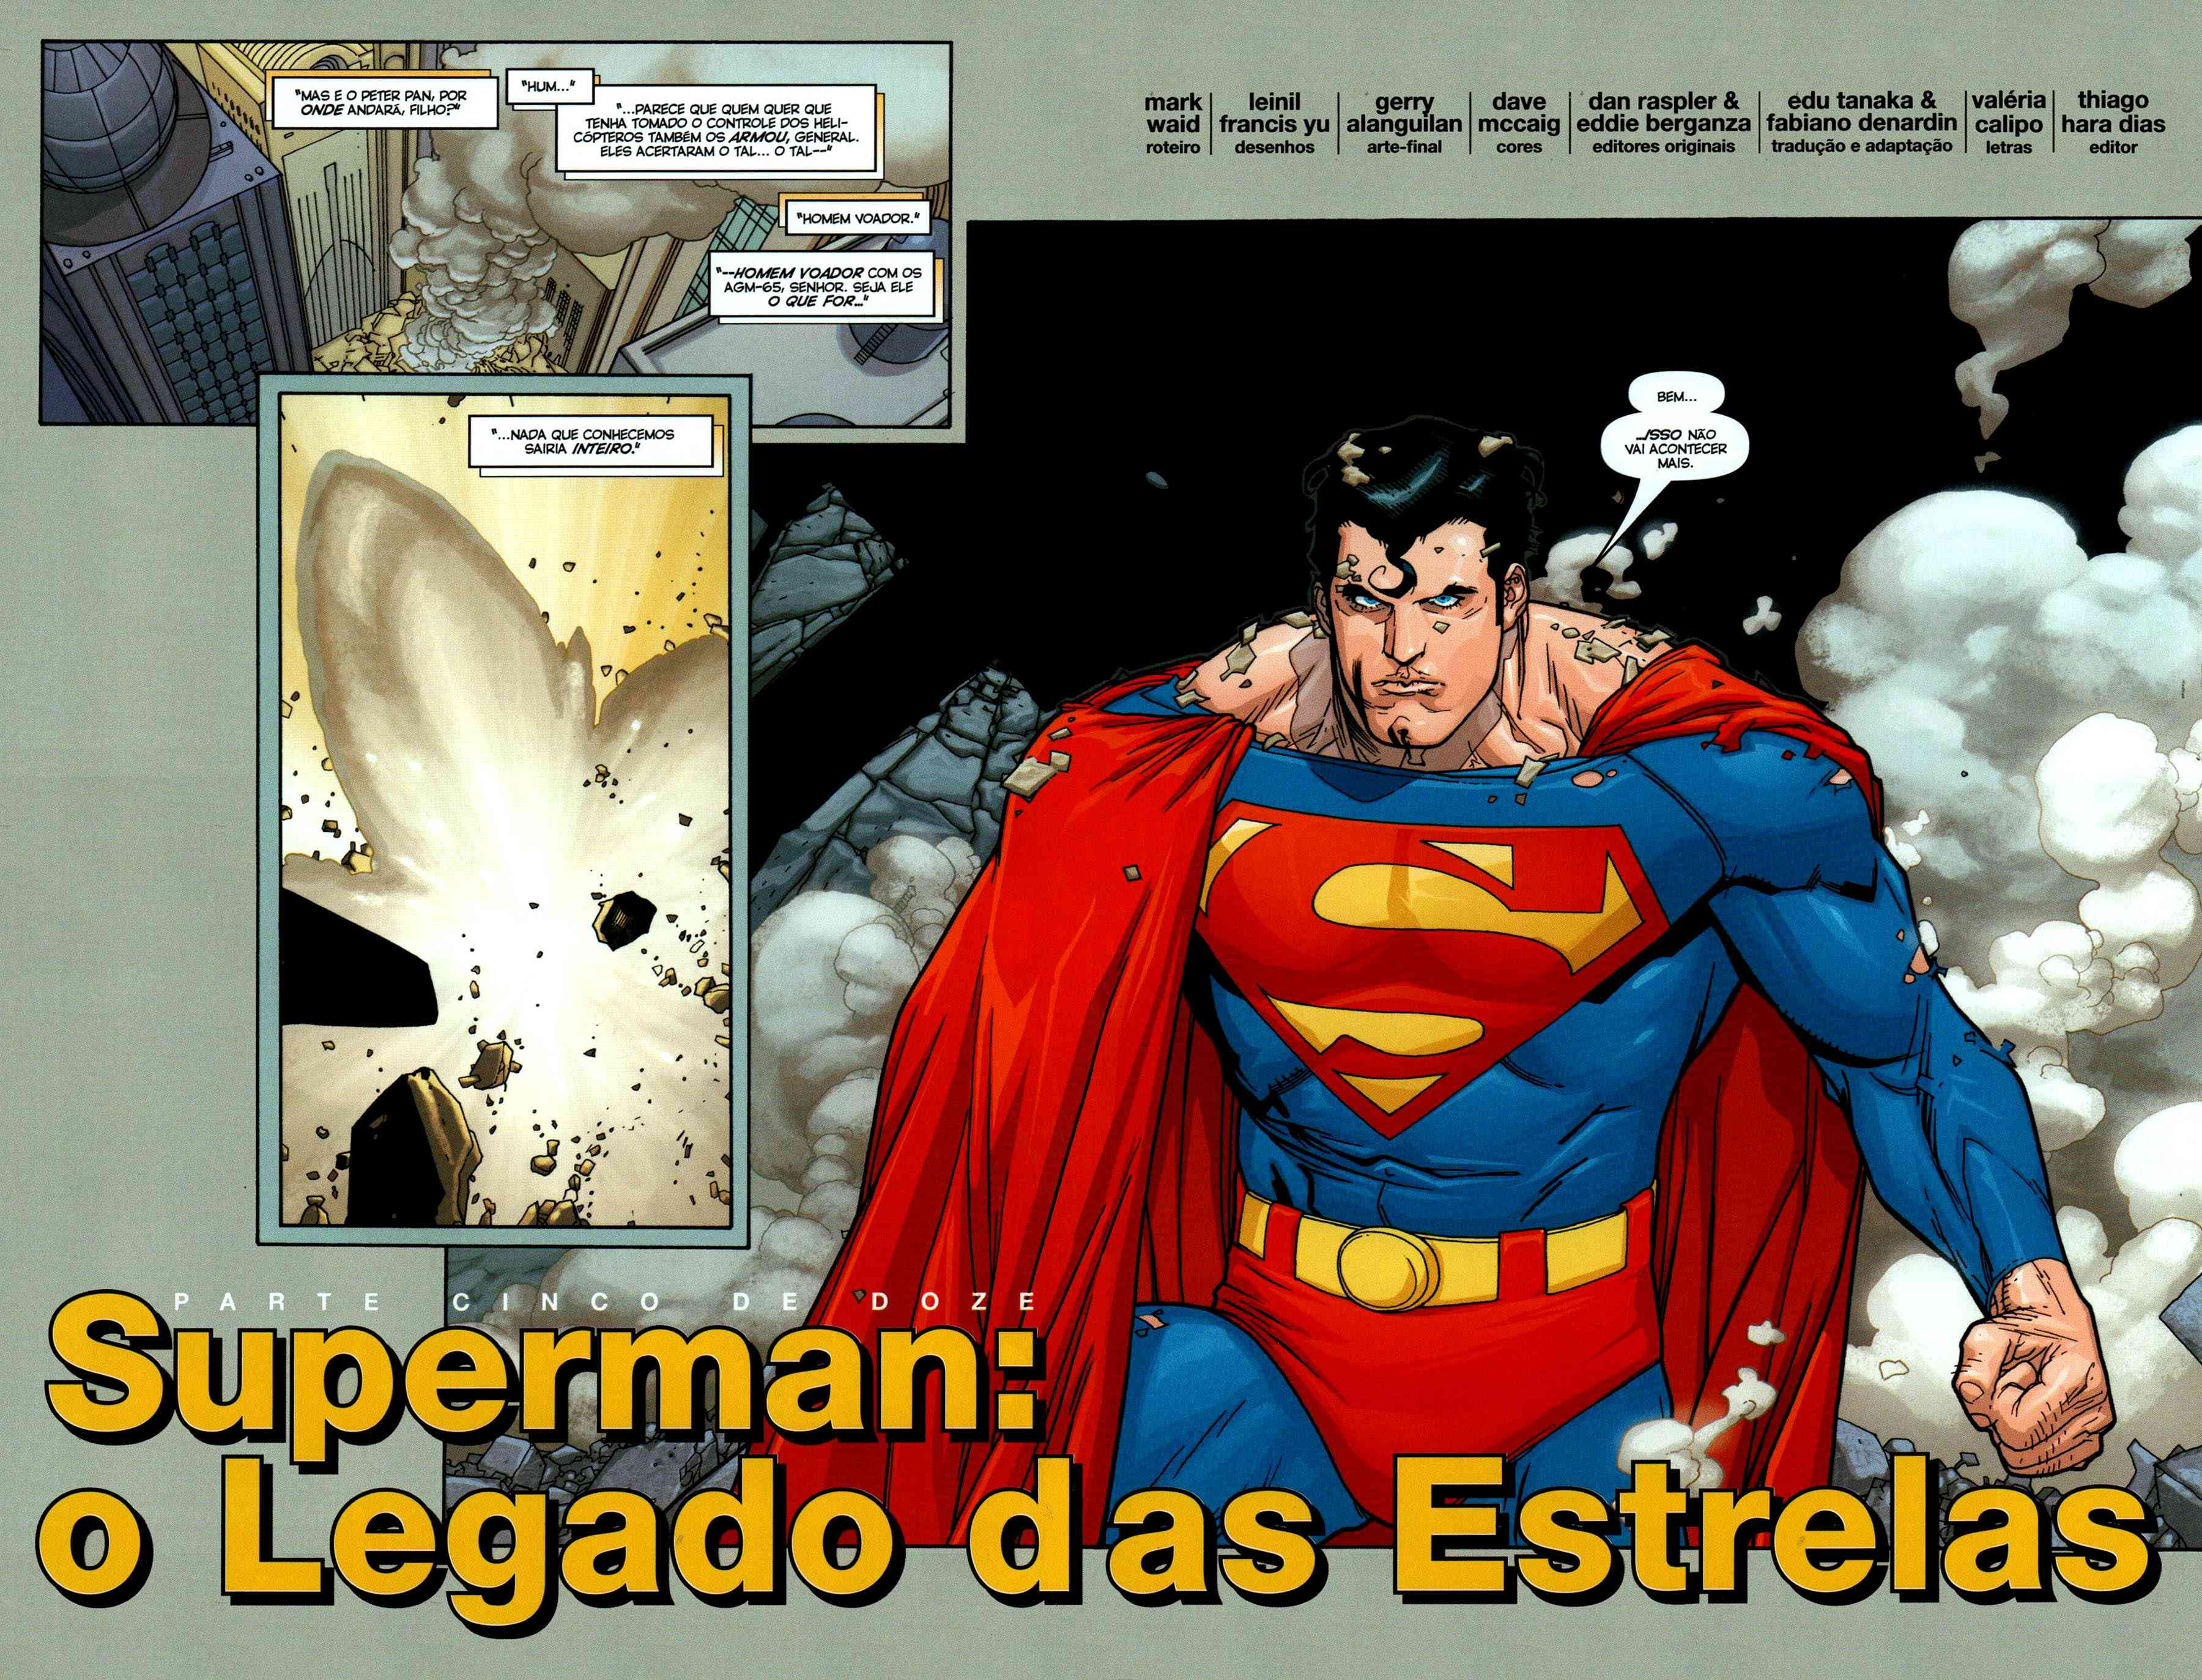 "MAS E O PETER PAN, POR
ONDE ANDARÁ, FILHO?"
"HUM..."
"...PARECE QUE QUEM QUER QUE
TENHA TOMADO O CONTROLE DOS HELI-
CÓPTEROS TAMBÉM OS ARMOU, GENERAL.
ELES ACERTARAM O TAL... O TAL--"
"HOMEM VOADOR."
"--HOMEM VOADOR COM OS
AGM-65, SENHOR. SEJA ELE
O QUE FOR..."
"...NADA QUE CONHECEMOS
SAIRIA INTEIRO."
mark
waid
roteiro
leinil
francis yu
desenhos
gerry
alanguilan
arte-final
dave
mccaig
cores
dan raspler &
eddie berganza
editores originais
edu tanaka &
fabiano denardin
tradução e adaptação
valéria
calipo
letras
thiago
hara dias
editor
BEM...
...ISSO NÃO
VAI ACONTECER
MAIS.
PARTE CINCO DE DOZE
Superman:
o Legado das Estrelas